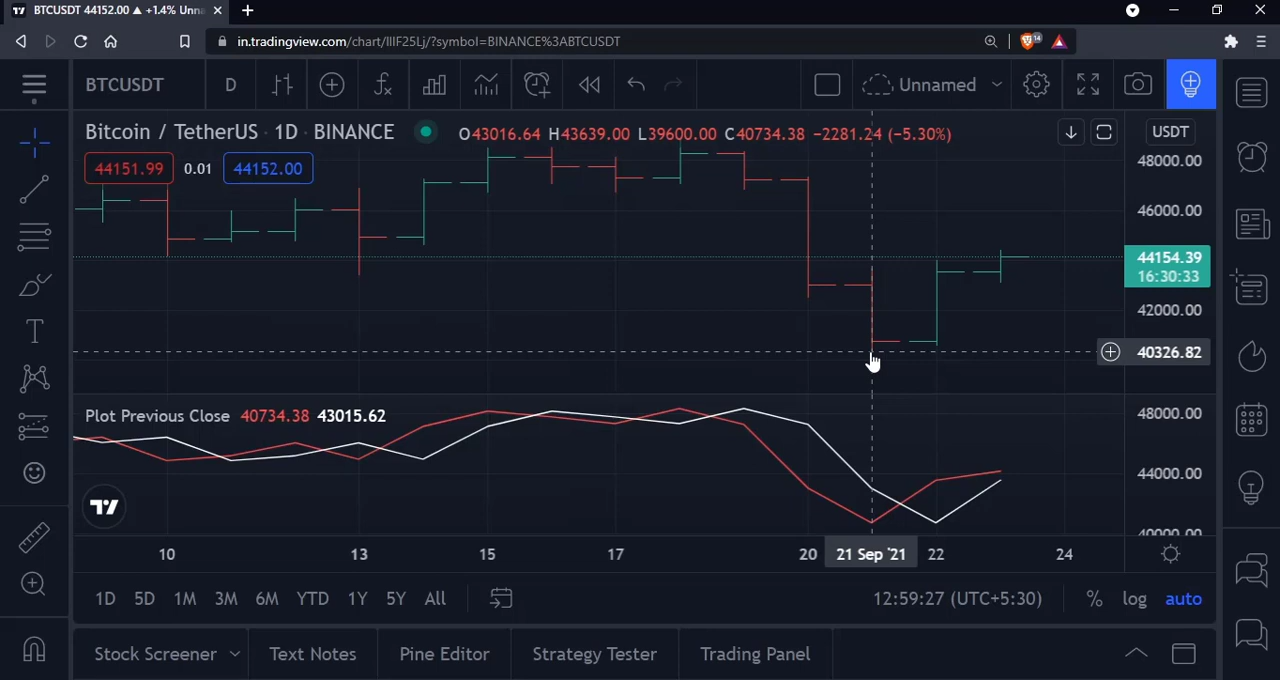 BTCUSDT 44152.00 ▲ +1.4% Unna
in.tradingview.com/chart/IIIF25Lj/?symbol=BINANCE%3ABTCUSDT
14
BTCUSDT D Unnamed
Bitcoin / TetherUS · 1D · BINANCE O43016.64 H43639.00 L39600.00 C40734.38 −2281.24 (−5.30%)
USDT
44151.99 0.01 44152.00
48000.00
46000.00
44154.39
16:30:33
42000.00
40326.82
Plot Previous Close 40734.38 43015.62
48000.00
44000.00
40000.00
10 13 15 17 20 21 Sep '21 22 24
1D 5D 1M 3M 6M YTD 1Y 5Y All 12:59:27 (UTC+5:30) % log auto
Stock Screener Text Notes Pine Editor Strategy Tester Trading Panel